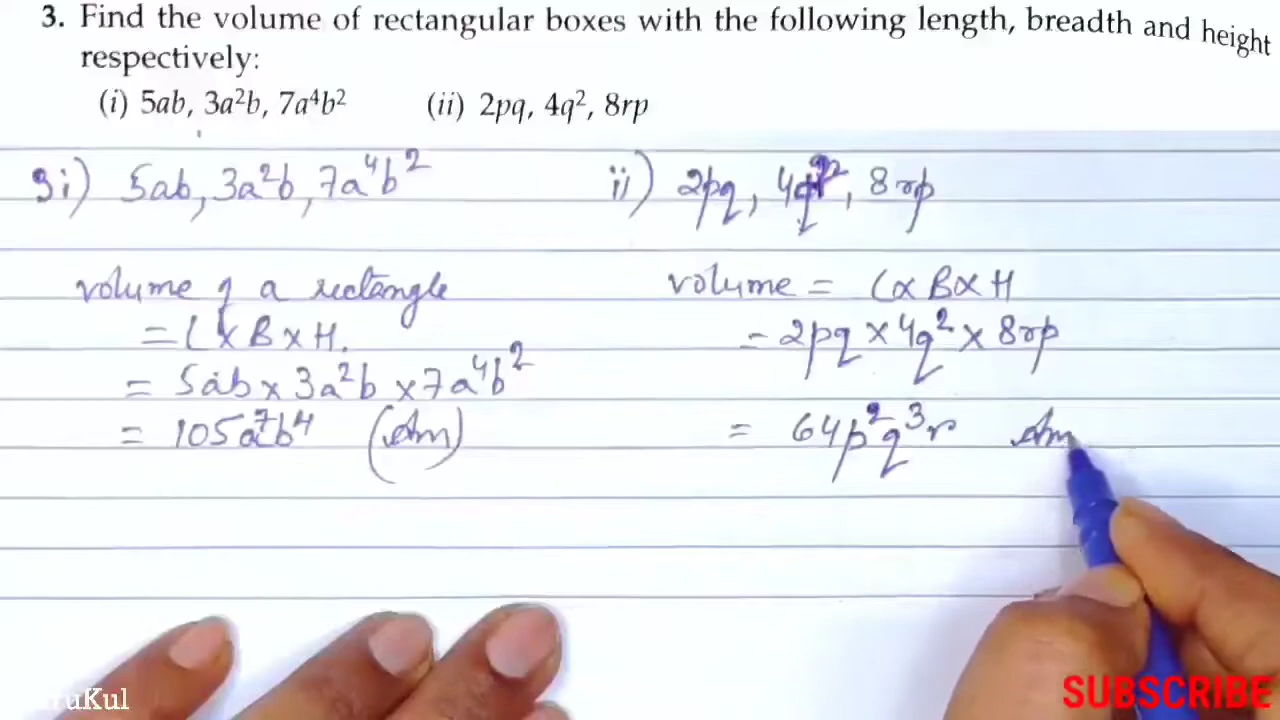 3. Find the volume of rectangular boxes with the following length, breadth and height
respectively:
(i) 5ab, 3a²b, 7a⁴b² (ii) 2pq, 4q², 8rp
3i) 5ab, 3a²b, 7a⁴b²
volume of a rectangle
= L × B × H.
= 5ab × 3a²b × 7a⁴b²
= 105a⁷b⁴ (Ans)
ii) 2pq, 4q², 8rp
volume = L × B × H
= 2pq × 4q² × 8rp
= 64p²q³r Ans
SUBSCRIBE